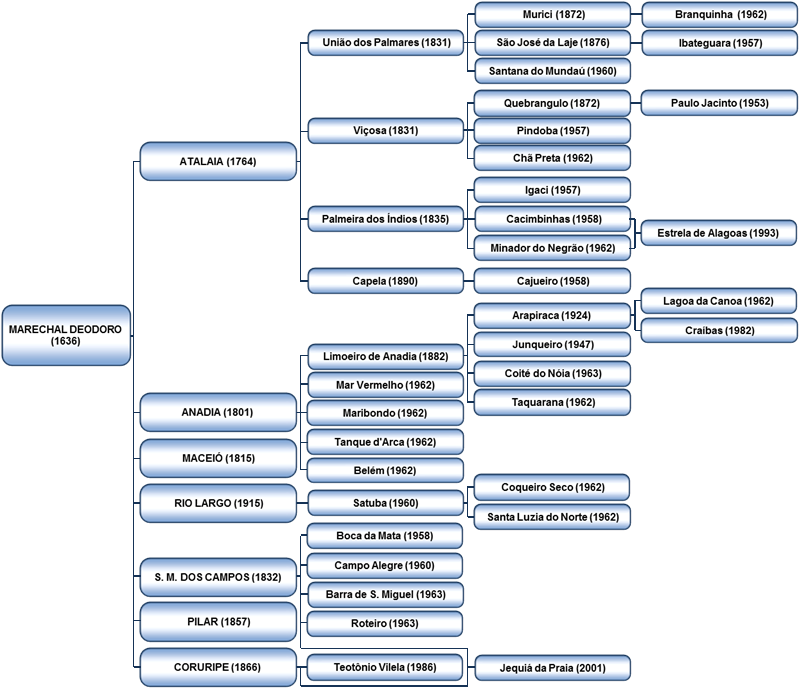 MARECHAL DEODORO
(1636)
ATALAIA (1764)
União dos Palmares (1831)
Murici (1872)
Branquinha (1962)
São José da Laje (1876)
Ibateguara (1957)
Santana do Mundaú (1960)
Viçosa (1831)
Quebrangulo (1872)
Paulo Jacinto (1953)
Pindoba (1957)
Chã Preta (1962)
Palmeira dos Índios (1835)
Igaci (1957)
Cacimbinhas (1958)
Minador do Negrão (1962)
Estrela de Alagoas (1993)
Capela (1890)
Cajueiro (1958)
ANADIA (1801)
Limoeiro de Anadia (1882)
Arapiraca (1924)
Lagoa da Canoa (1962)
Craíbas (1982)
Junqueiro (1947)
Coité do Nóia (1963)
Taquarana (1962)
Mar Vermelho (1962)
Maribondo (1962)
Tanque d'Arca (1962)
Belém (1962)
MACEIÓ (1815)
RIO LARGO (1915)
Satuba (1960)
Coqueiro Seco (1962)
Santa Luzia do Norte (1962)
S. M. DOS CAMPOS (1832)
Boca da Mata (1958)
Campo Alegre (1960)
Barra de S. Miguel (1963)
Roteiro (1963)
PILAR (1857)
CORURIPE (1866)
Teotônio Vilela (1986)
Jequiá da Praia (2001)